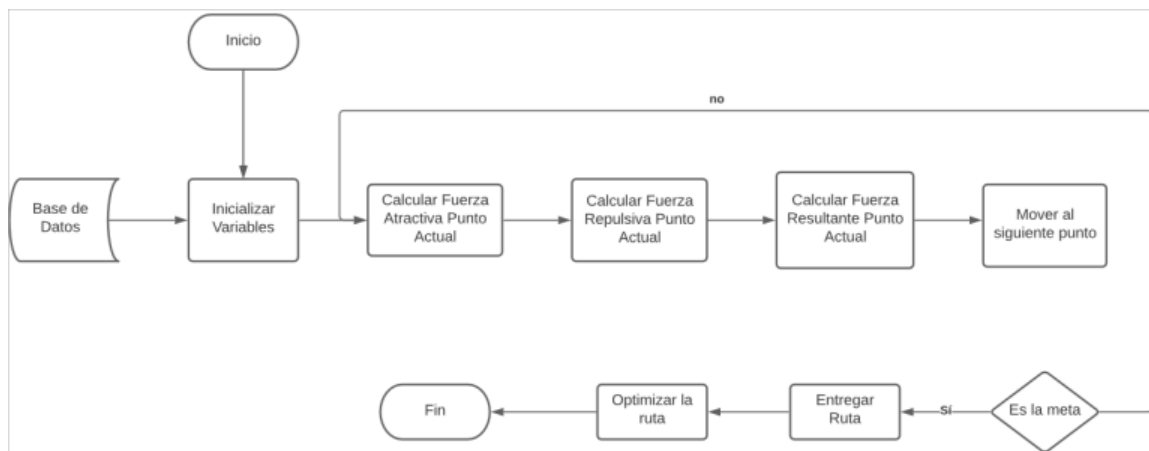 Inicio
no
Base de
Datos
Inicializar
Variables
Calcular Fuerza
Atractiva Punto
Actual
Calcular Fuerza
Repulsiva Punto
Actual
Calcular Fuerza
Resultante Punto
Actual
Mover al
siguiente punto
Fin
Optimizar la
ruta
Entregar
Ruta
Sí
Es la meta